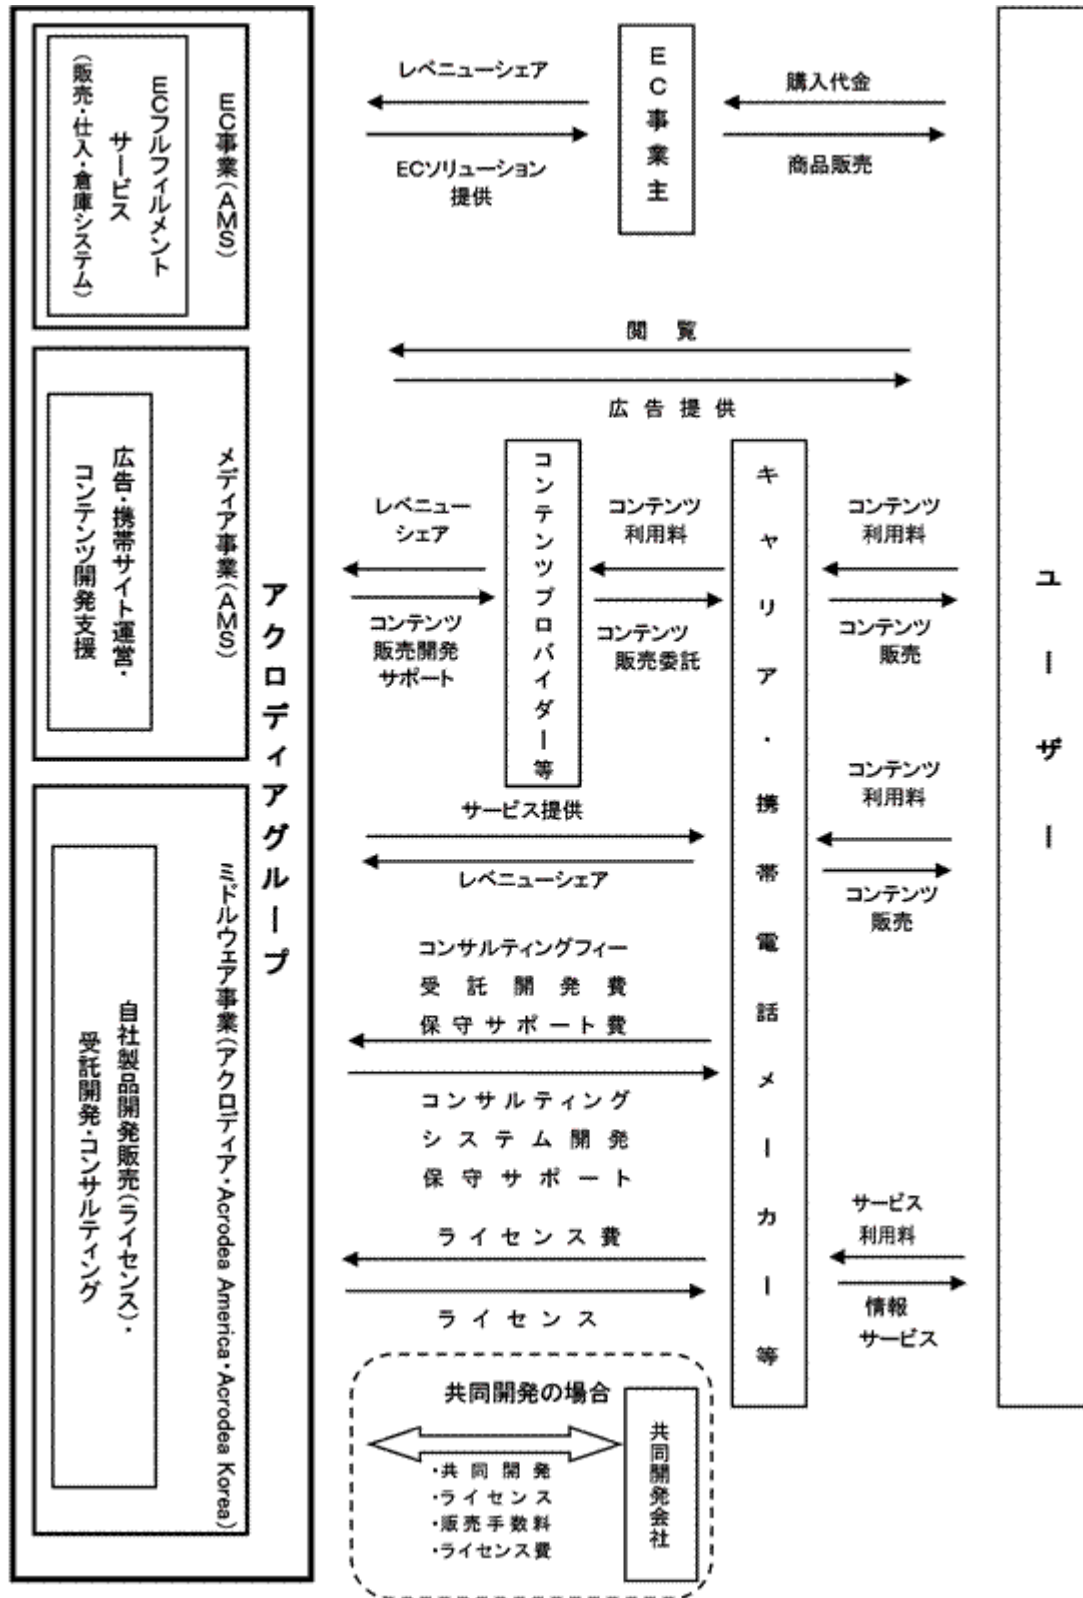 EC事業(AMS)
ECフルフィルメント
サービス
(販売・仕入・倉庫システム)
メディア事業(AMS)
広告・携帯サイト運営・
コンテンツ開発支援
ミドルウェア事業(アクロディア・Acrodea America・Acrodea Korea)
自社製品開発販売(ライセンス)・
受託開発・コンサルティング
アクロディアグループ
レベニューシェア
ECソリューション
提供
EC事業主
購入代金
商品販売
閲覧
広告提供
レベニュー
シェア
コンテンツ
販売開発
サポート
コンテンツプロバイダー等
コンテンツ
利用料
コンテンツ
販売委託
キャリア・携帯電話メーカー等
コンテンツ
利用料
コンテンツ
販売
サービス提供
レベニューシェア
コンテンツ
利用料
コンテンツ
販売
コンサルティングフィー
受託開発費
保守サポート費
コンサルティング
システム開発
保守サポート
ライセンス費
ライセンス
サービス
利用料
情報
サービス
ユーザー
共同開発の場合
・共同開発
・ライセンス
・販売手数料
・ライセンス費
共同開発会社